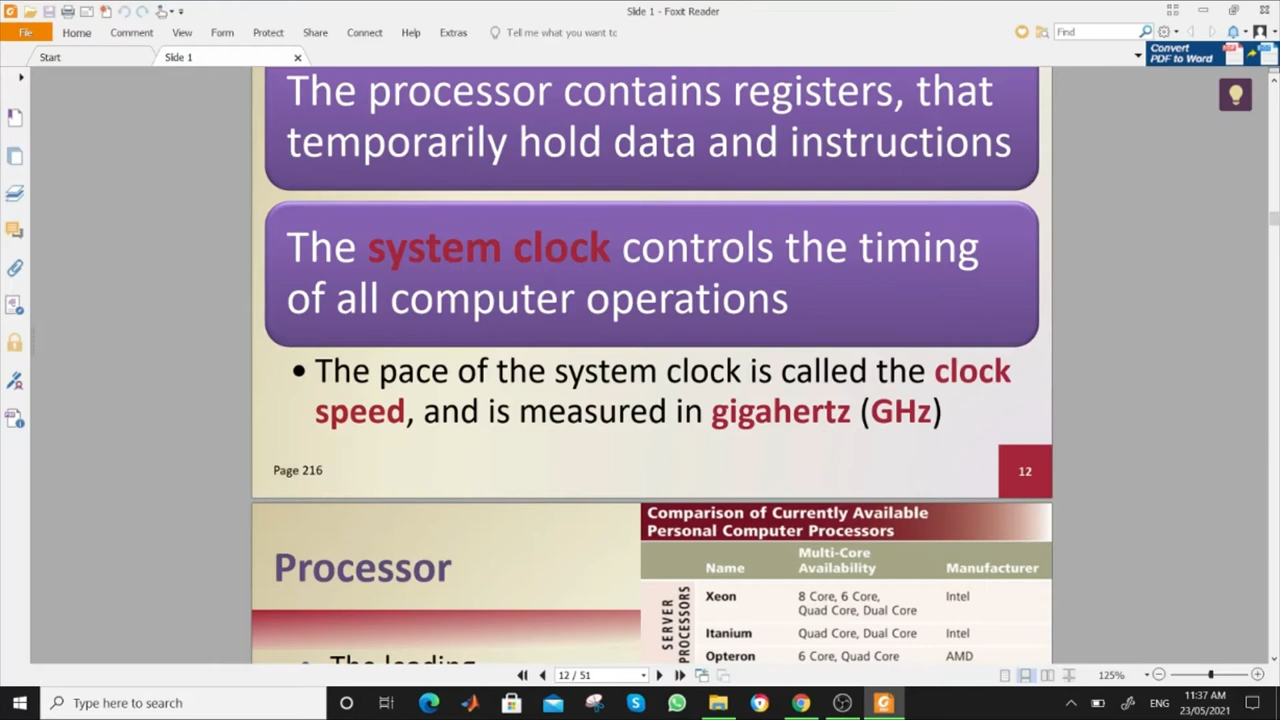 Slide 1 - Foxit Reader
File Home Comment View Form Protect Share Connect Help Extras Tell me what you want to Find
Start Slide 1
Convert
PDF to Word
The processor contains registers, that
temporarily hold data and instructions
The system clock controls the timing
of all computer operations
• The pace of the system clock is called the clock
speed, and is measured in gigahertz (GHz)
Page 216
12
Comparison of Currently Available
Personal Computer Processors
Processor
Name Multi-Core Availability Manufacturer
SERVER PROCESSORS
Xeon 8 Core, 6 Core, Intel
Quad Core, Dual Core
Itanium Quad Core, Dual Core Intel
Opteron 6 Core, Quad Core AMD
• The leading
12 / 51
125%
Type here to search
ENG
11:37 AM
23/05/2021